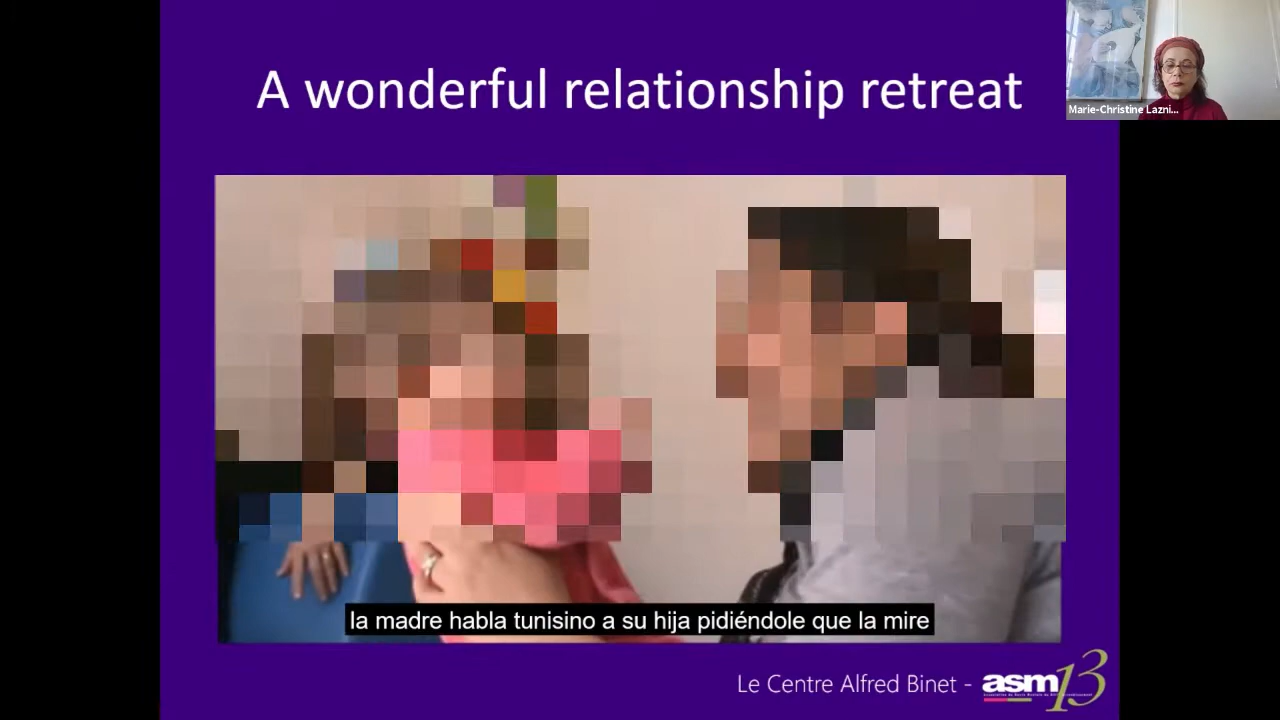 A wonderful relationship retreat
Marie-Christine Lazni...
la madre habla tunisino a su hija pidiéndole que la mire
Le Centre Alfred Binet - asm13